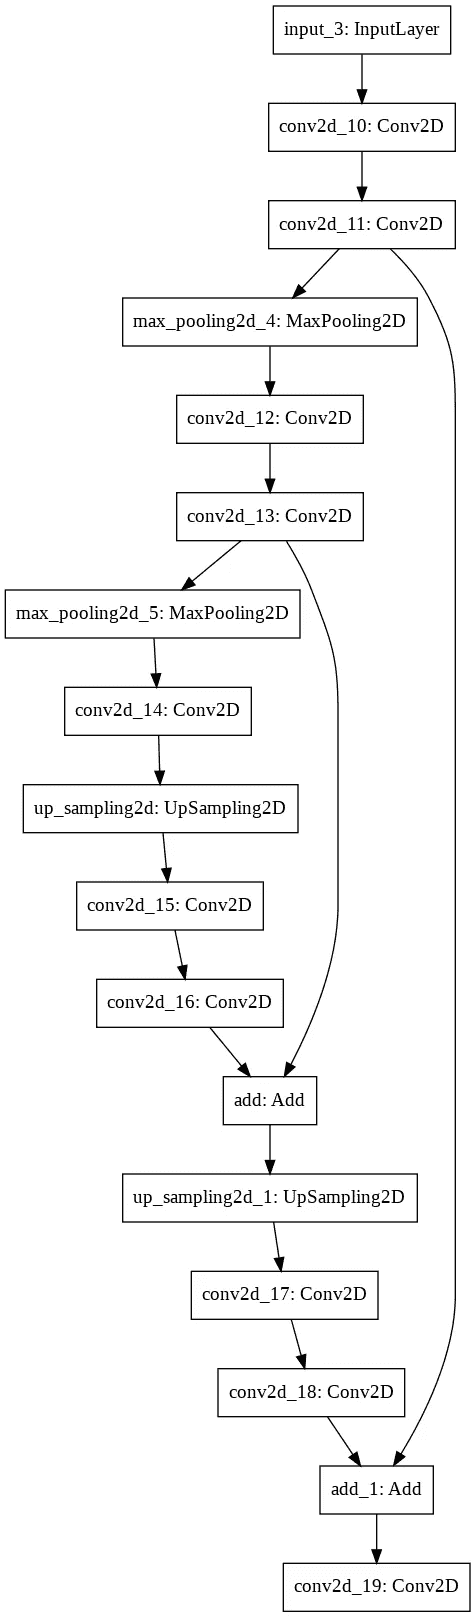 input_3: InputLayer
conv2d_10: Conv2D
conv2d_11: Conv2D
max_pooling2d_4: MaxPooling2D
conv2d_12: Conv2D
conv2d_13: Conv2D
max_pooling2d_5: MaxPooling2D
conv2d_14: Conv2D
up_sampling2d: UpSampling2D
conv2d_15: Conv2D
conv2d_16: Conv2D
add: Add
up_sampling2d_1: UpSampling2D
conv2d_17: Conv2D
conv2d_18: Conv2D
add_1: Add
conv2d_19: Conv2D